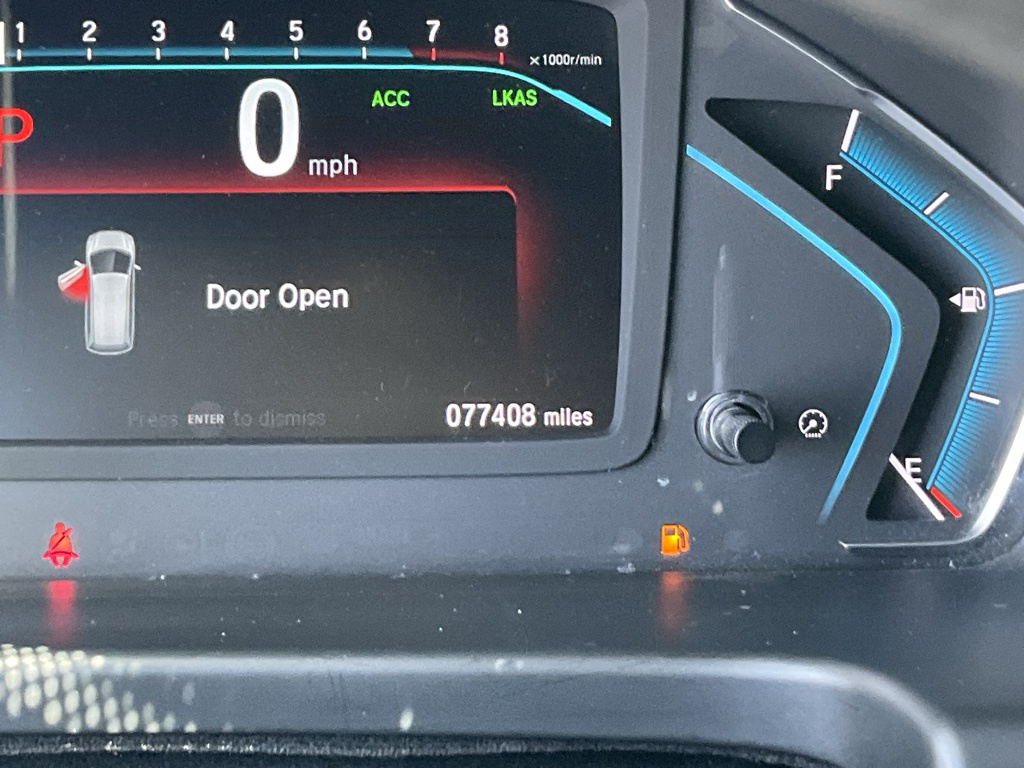 1 2 3 4 5 6 7 8 ×1000r/min
P 0 mph ACC LKAS
F
Door Open
Press ENTER to dismiss
077408 miles
E